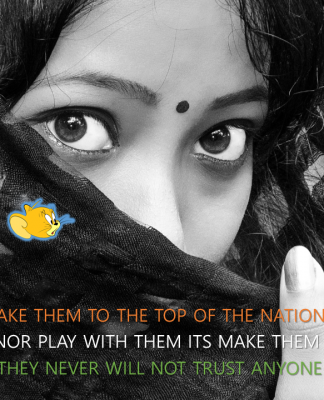 AKE THEM TO THE TOP OF THE NATION
NOR PLAY WITH THEM ITS MAKE THEM
THEY NEVER WILL NOT TRUST ANYONE